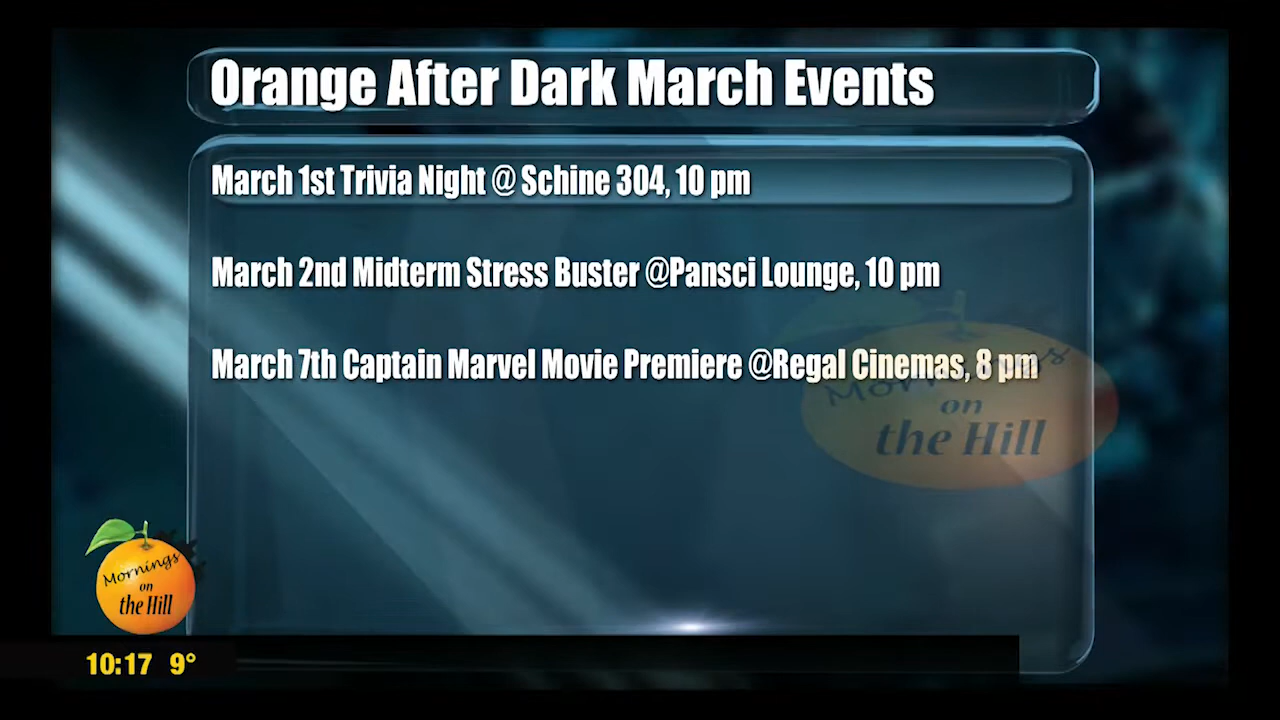 Orange After Dark March Events
March 1st Trivia Night @ Schine 304, 10 pm
March 2nd Midterm Stress Buster @Pansci Lounge, 10 pm
March 7th Captain Marvel Movie Premiere @Regal Cinemas, 8 pm
Mornings
on
the Hill
Mornings
on
the Hill
10:17 9°